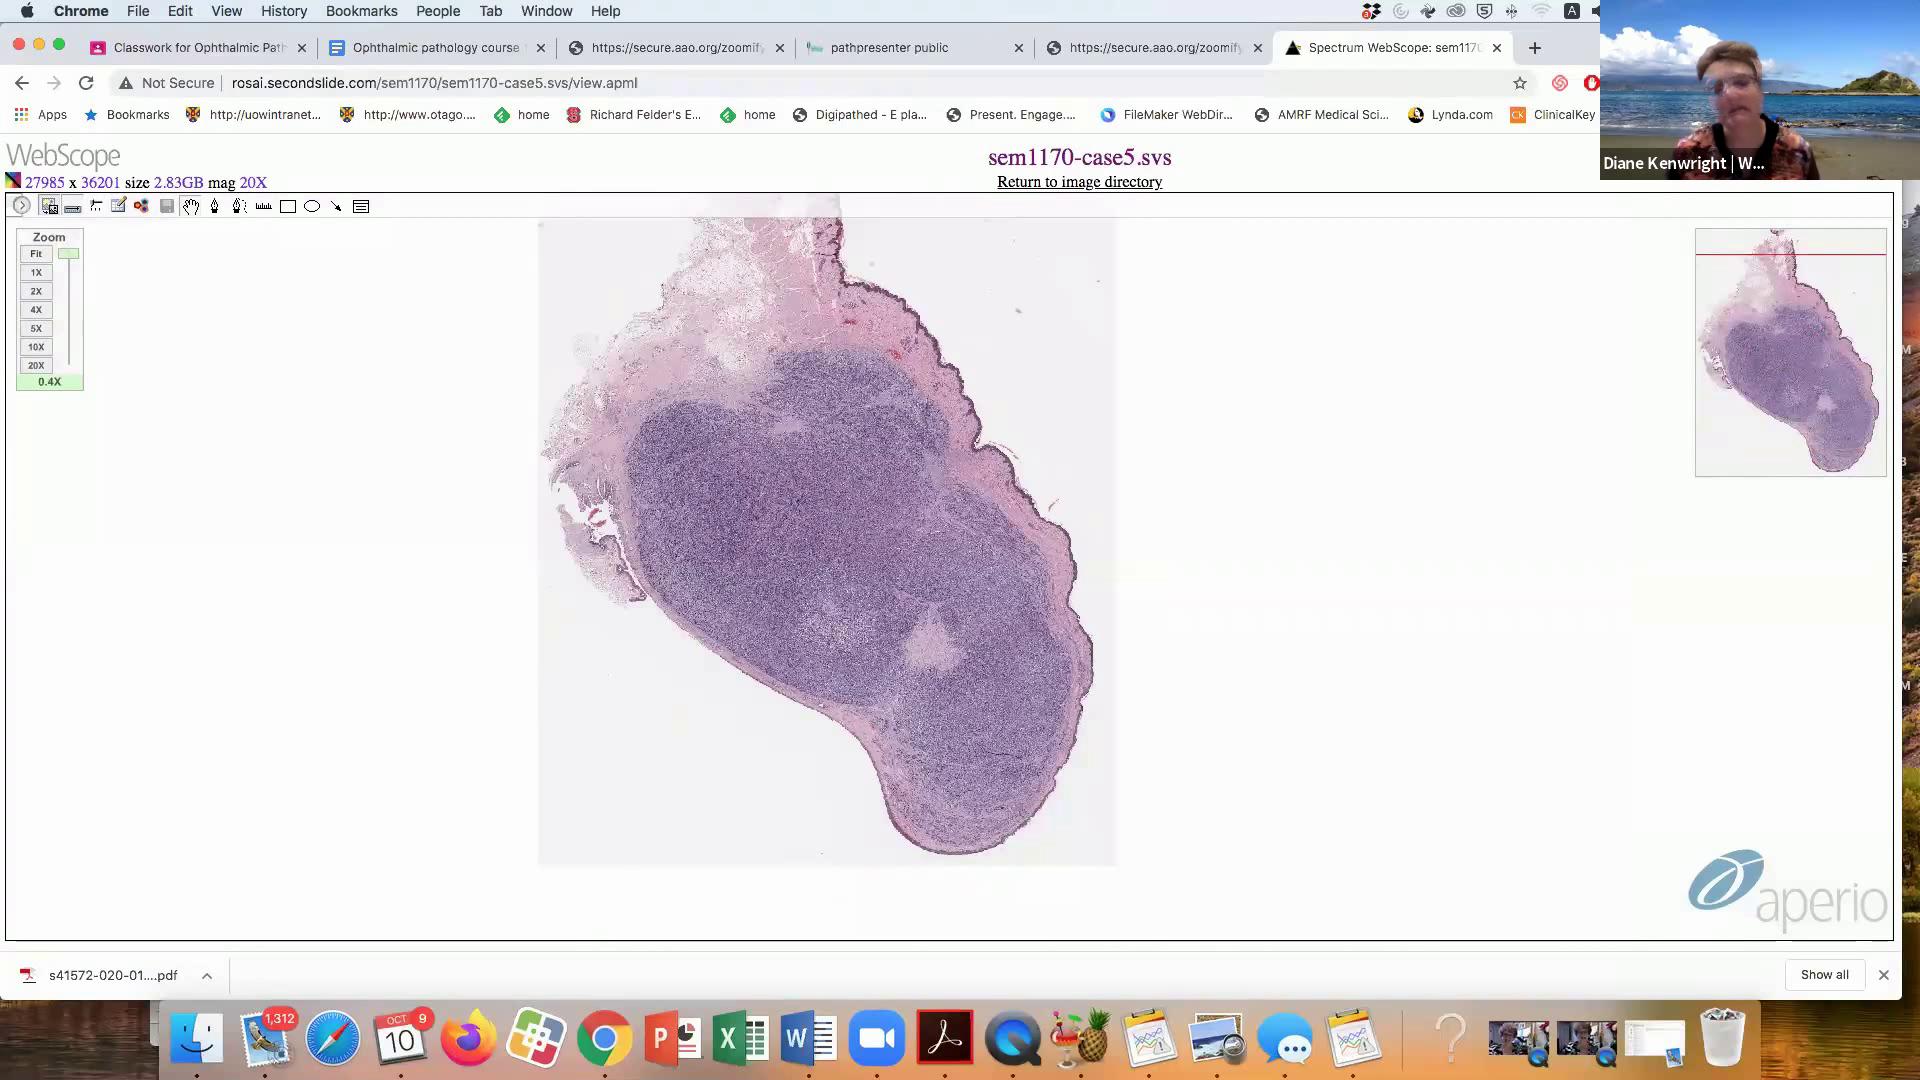 Chrome File Edit View History Bookmarks People Tab Window Help
Classwork for Ophthalmic Path
Ophthalmic pathology course
https://secure.aao.org/zoomify
pathpresenter public
https://secure.aao.org/zoomify
Spectrum WebScope: sem1170
Not Secure rosai.secondslide.com/sem1170/sem1170-case5.svs/view.apml
Apps Bookmarks http://uowintranet... http://www.otago.... home Richard Felder's E... home Digipathed - E pla... Present. Engage.... FileMaker WebDir... AMRF Medical Sci... Lynda.com CK ClinicalKey
Diane Kenwright | W...
WebScope
sem1170-case5.svs
27985 x 36201 size 2.83GB mag 20X
Return to image directory
Zoom
Fit
1X
2X
4X
5X
10X
20X
0.4X
aperio
s41572-020-01....pdf
Show all
1,312
OCT 9
10
P
X
W